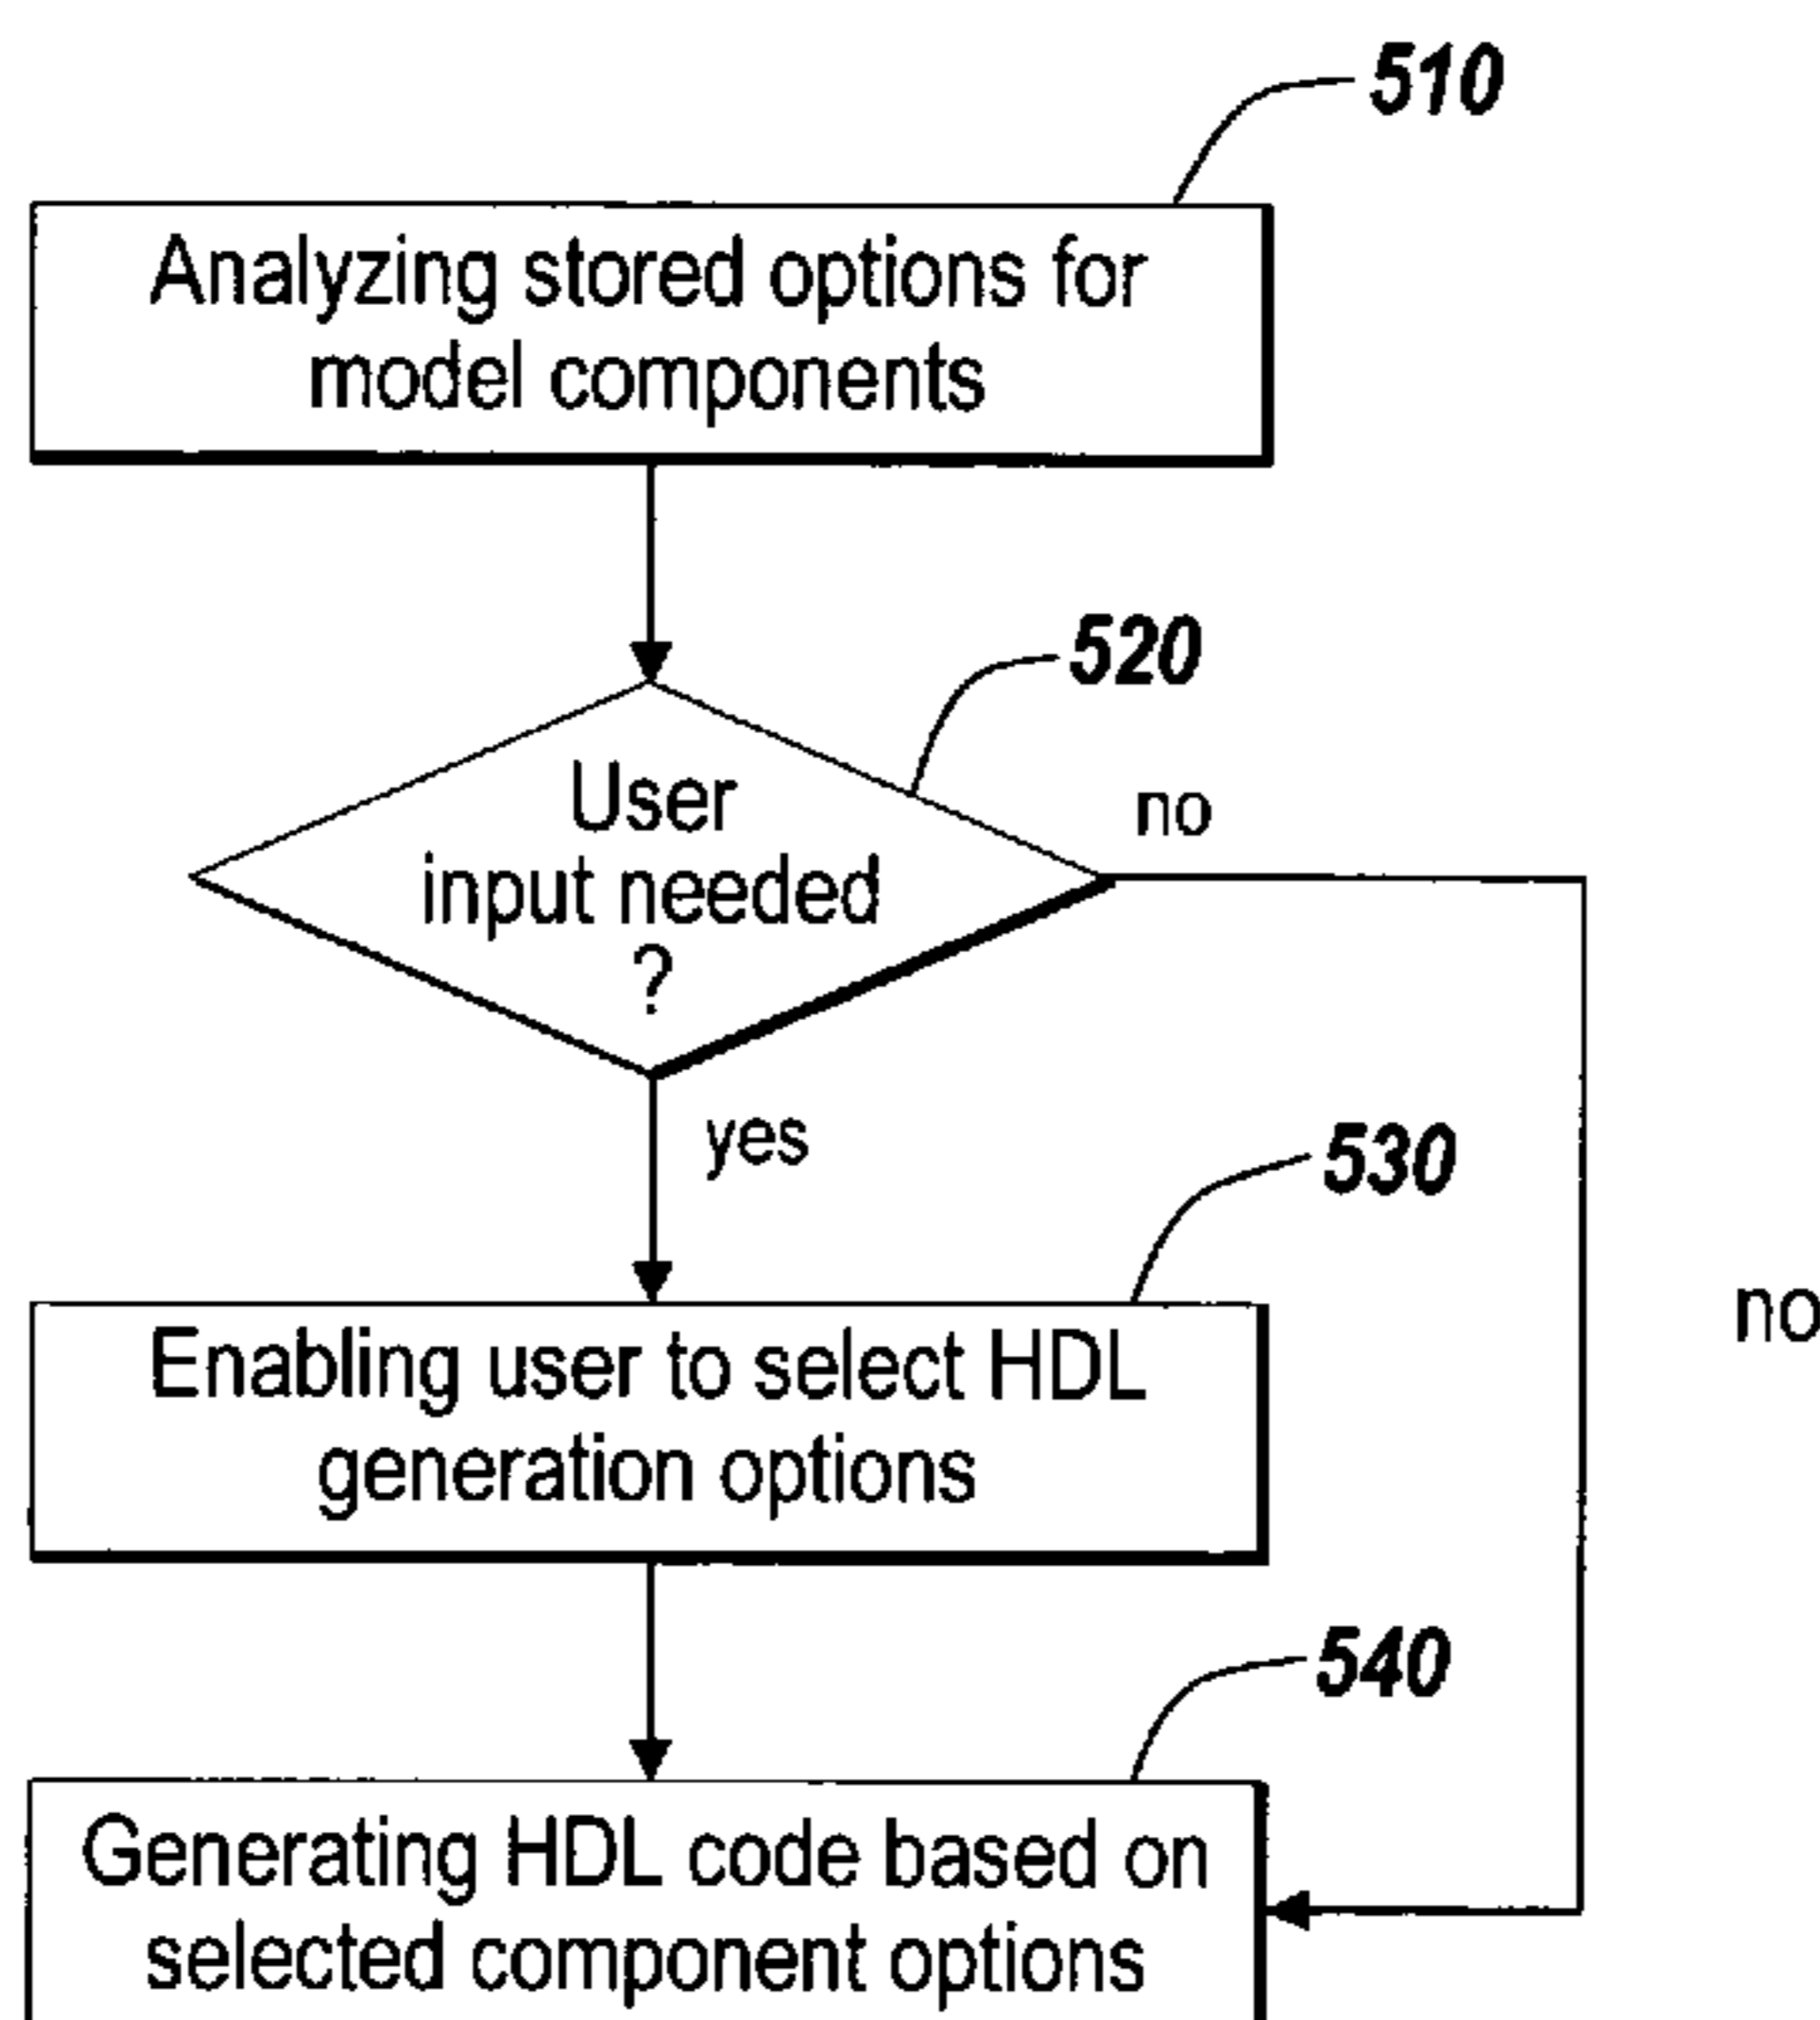 510
Analyzing stored options for
model components
520
User
input needed
?
no
yes
530
no
Enabling user to select HDL
generation options
540
Generating HDL code based on
selected component options